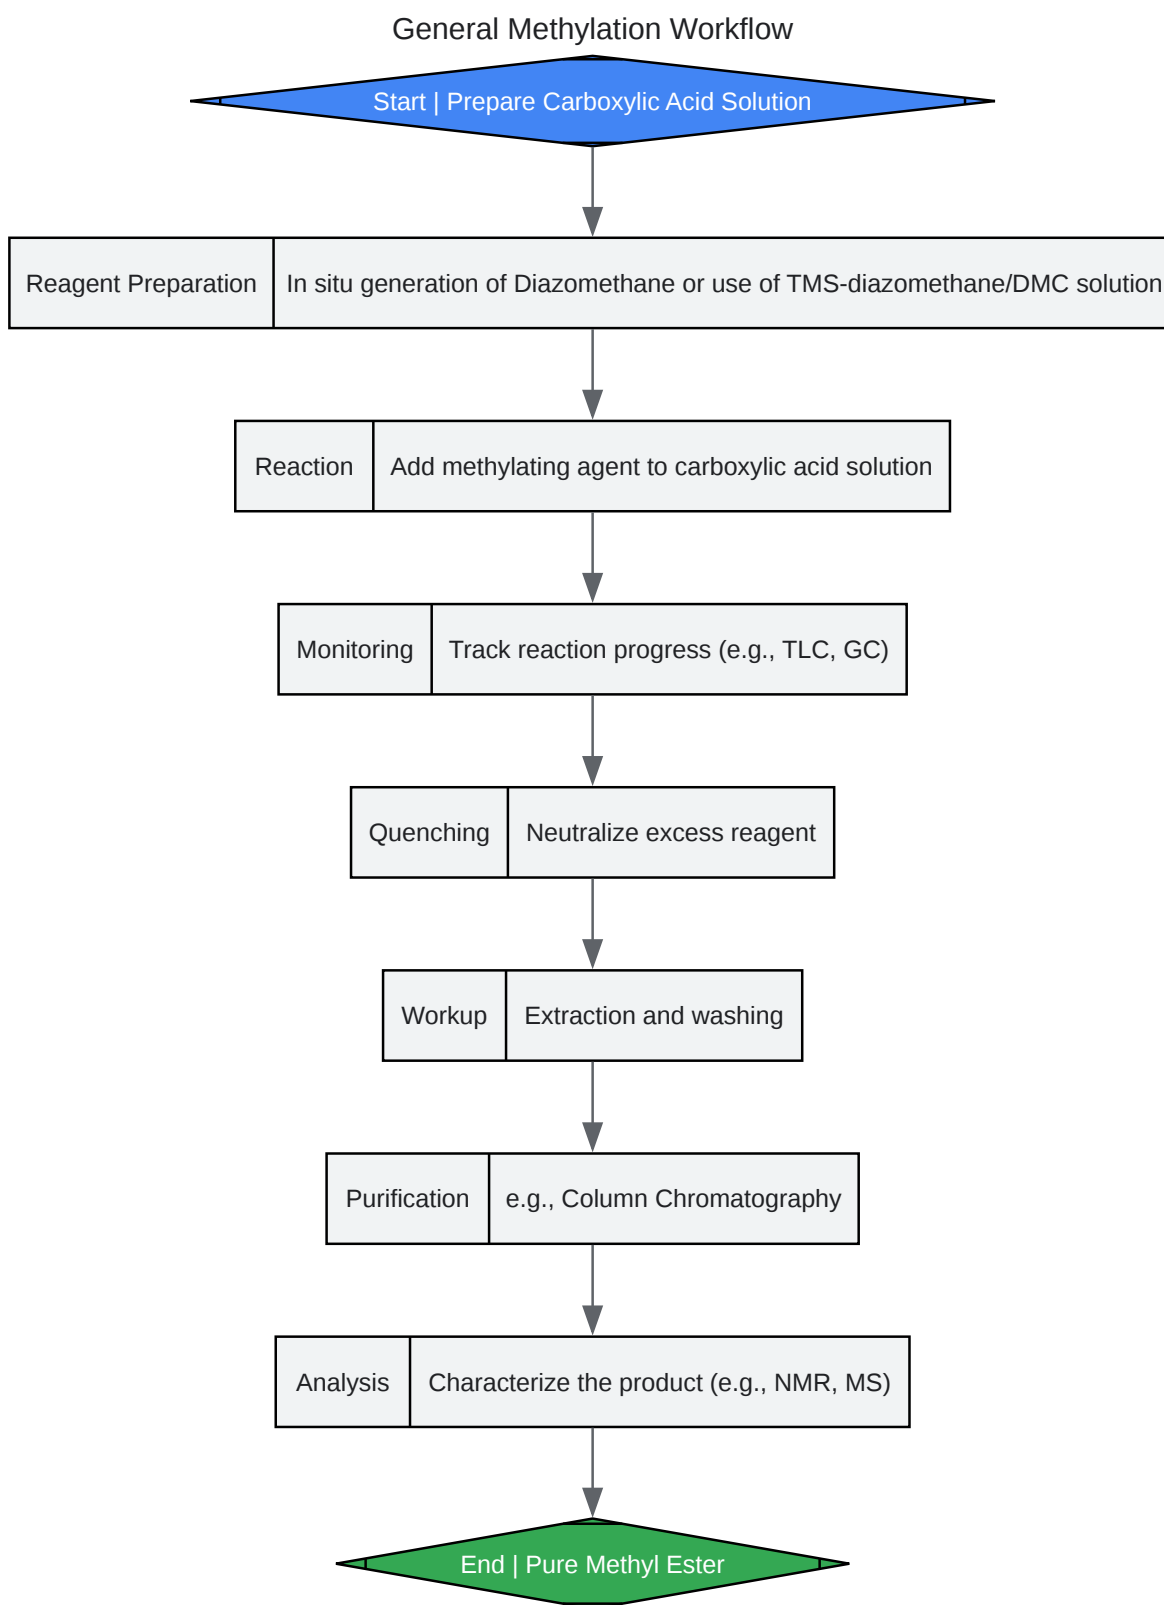 General Methylation Workflow
Start | Prepare Carboxylic Acid Solution
Reagent Preparation
In situ generation of Diazomethane or use of TMS-diazomethane/DMC solution
Reaction
Add methylating agent to carboxylic acid solution
Monitoring
Track reaction progress (e.g., TLC, GC)
Quenching
Neutralize excess reagent
Workup
Extraction and washing
Purification
e.g., Column Chromatography
Analysis
Characterize the product (e.g., NMR, MS)
End | Pure Methyl Ester